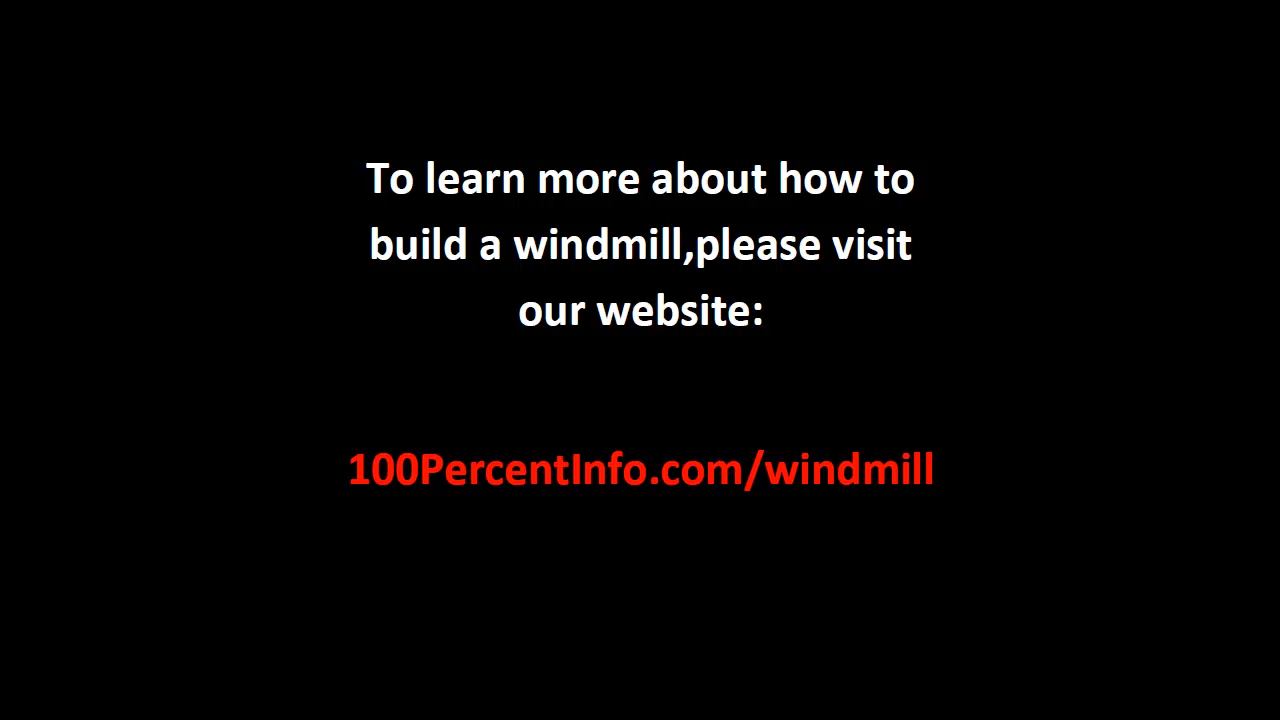 To learn more about how to
build a windmill,please visit
our website:
100PercentInfo.com/windmill